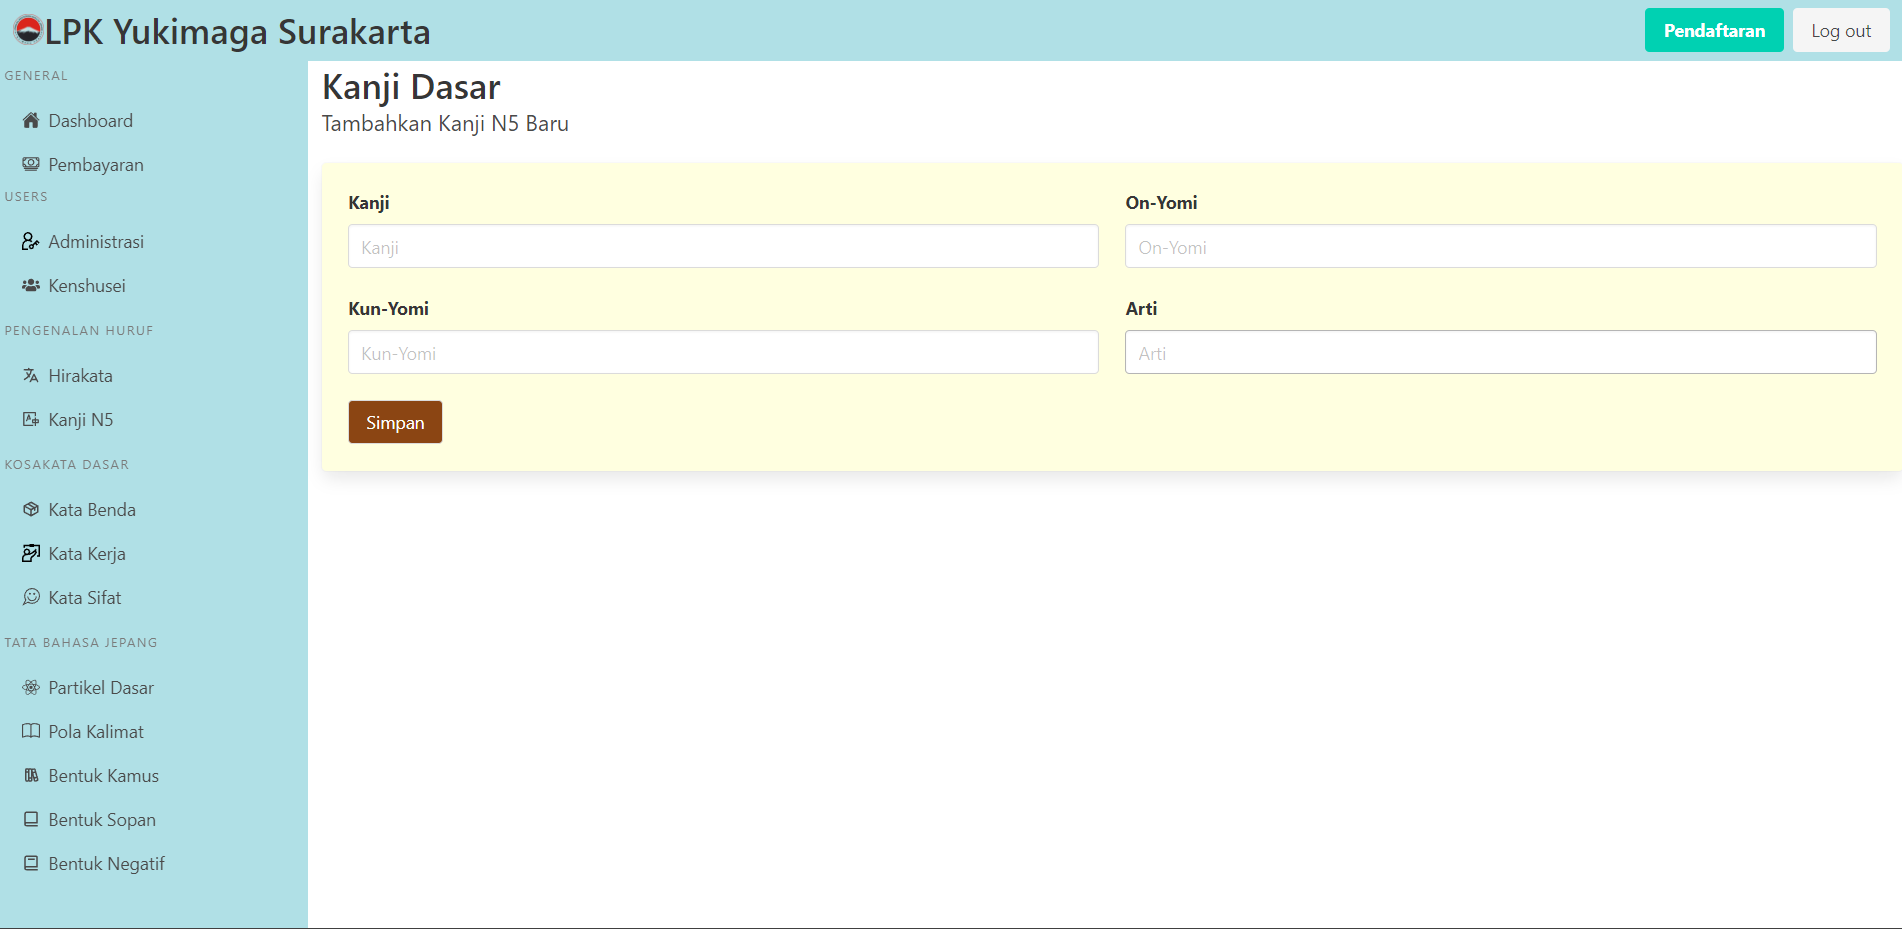 LPK Yukimaga Surakarta
Pendaftaran
Log out
GENERAL
Dashboard
Pembayaran
USERS
Administrasi
Kenshusei
PENGENALAN HURUF
Hirakata
Kanji N5
KOSAKATA DASAR
Kata Benda
Kata Kerja
Kata Sifat
TATA BAHASA JEPANG
Partikel Dasar
Pola Kalimat
Bentuk Kamus
Bentuk Sopan
Bentuk Negatif
Kanji Dasar
Tambahkan Kanji N5 Baru
Kanji
Kanji
On-Yomi
On-Yomi
Kun-Yomi
Kun-Yomi
Arti
Arti
Simpan